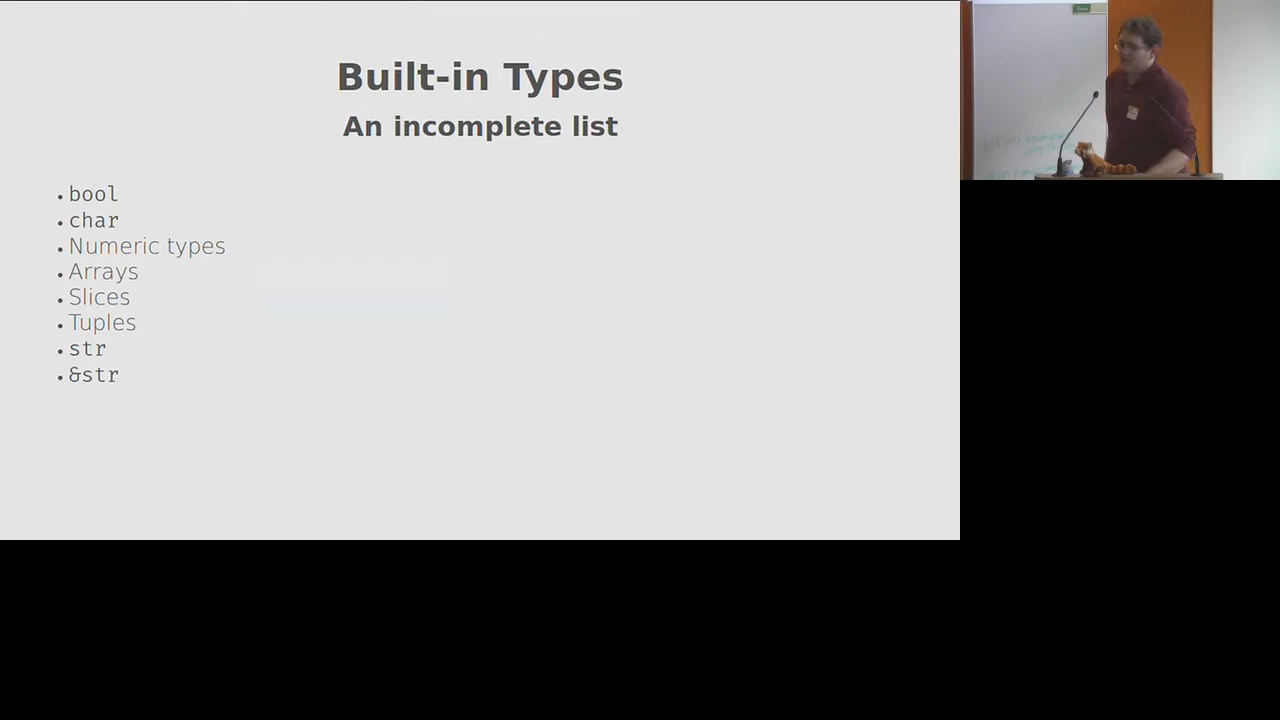 Built-in Types
An incomplete list
• bool
• char
• Numeric types
• Arrays
• Slices
• Tuples
• str
• &str